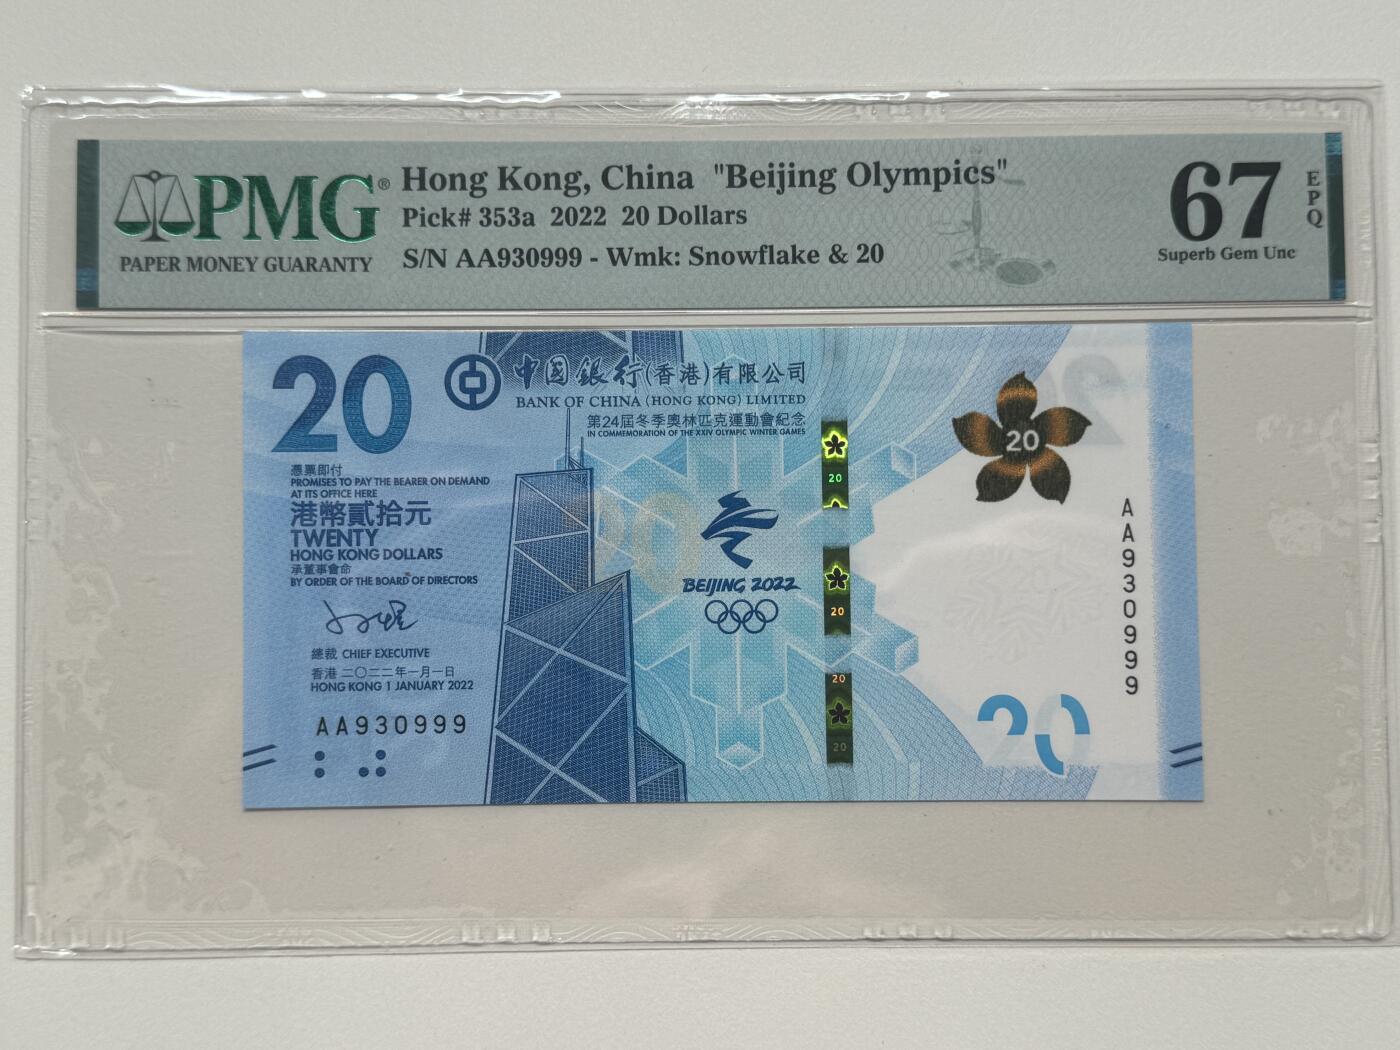 PMG®
PAPER MONEY GUARANTY
Hong Kong, China "Beijing Olympics"
Pick# 353a 2022 20 Dollars
S/N AA930999 - Wmk: Snowflake & 20
67
EPQ
Superb Gem Unc
20
中國銀行(香港)有限公司
BANK OF CHINA (HONG KONG) LIMITED
第24屆冬季奧林匹克運動會紀念
IN COMMEMORATION OF THE XXIV OLYMPIC WINTER GAMES
憑票即付
PROMISES TO PAY THE BEARER ON DEMAND
AT ITS OFFICE HERE
港幣貳拾元
TWENTY
HONG KONG DOLLARS
承董事會命
BY ORDER OF THE BOARD OF DIRECTORS
總裁 CHIEF EXECUTIVE
香港 二〇二二年一月一日
HONG KONG 1 JANUARY 2022
AA930999
20
BEIJING 2022
20
20
20
20
20
AA930999
20